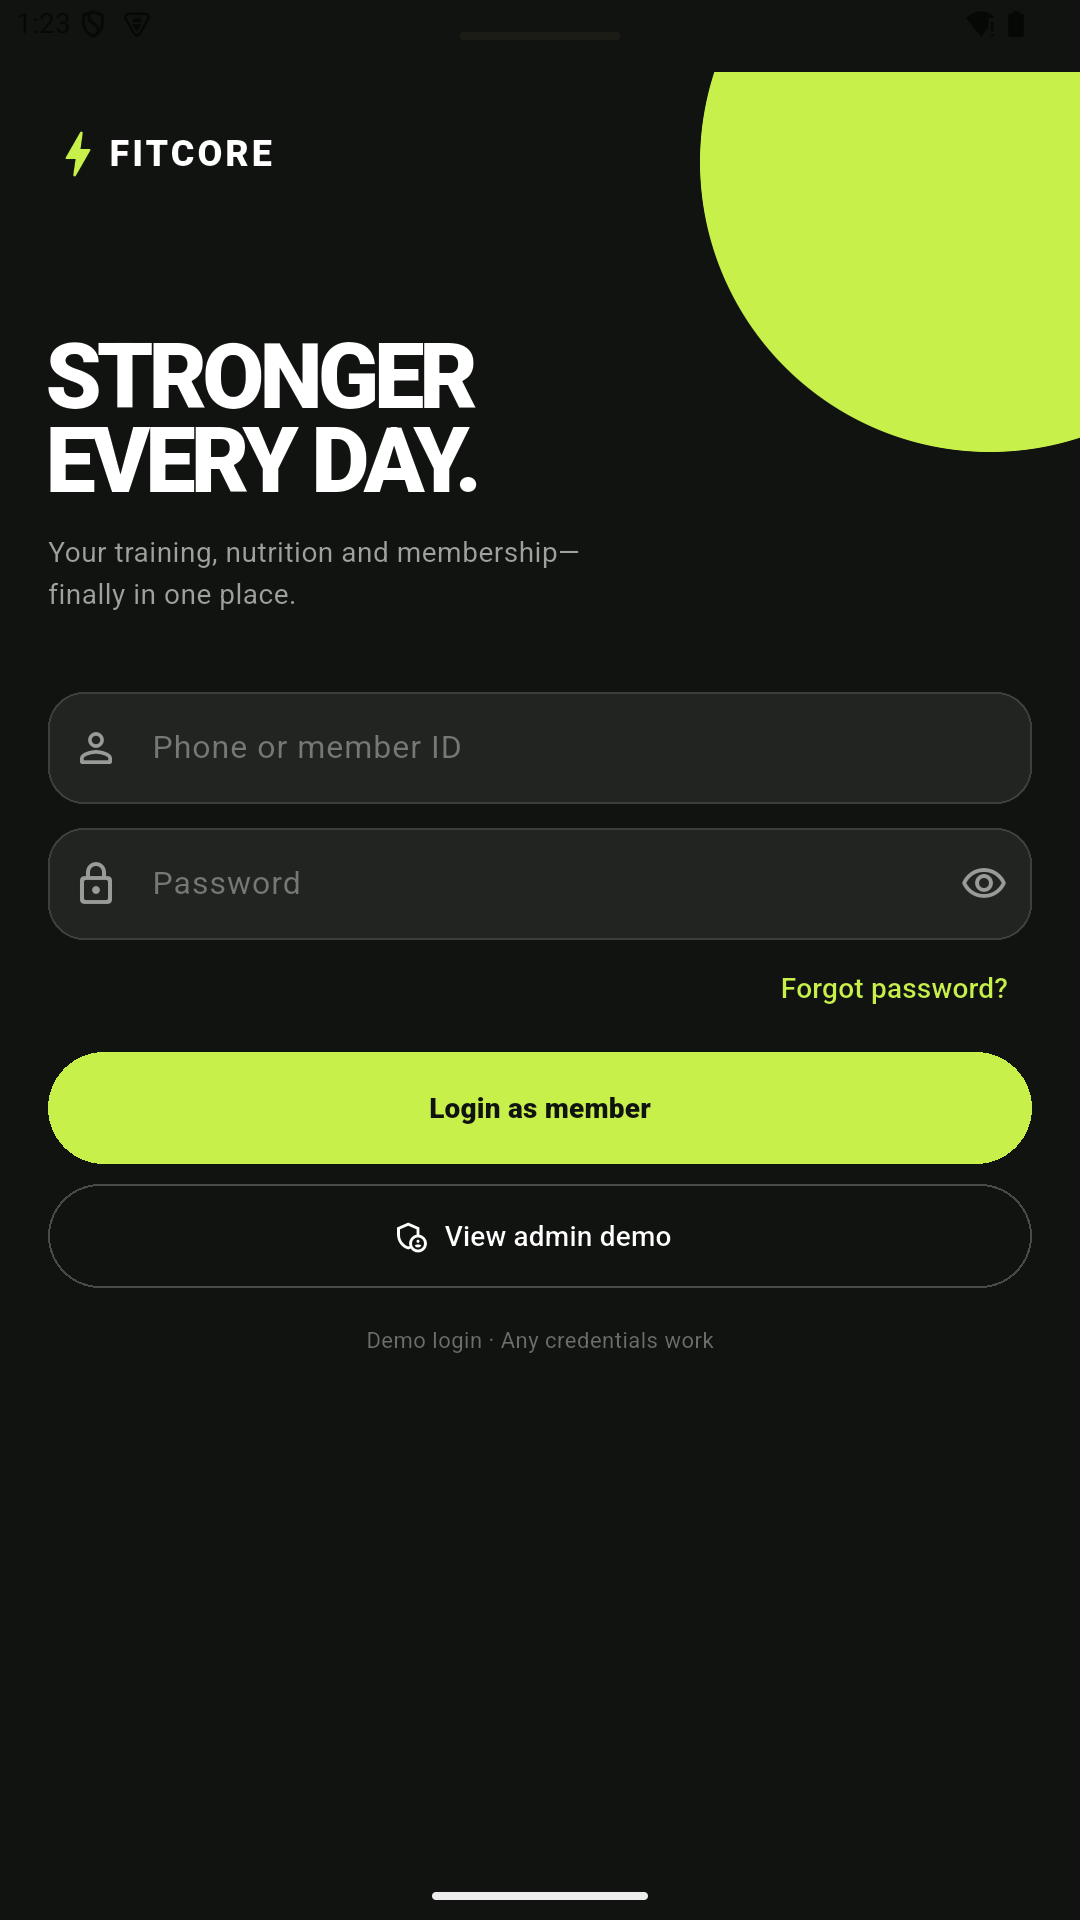 1:23
FITCORE
STRONGER
EVERY DAY.
Your training, nutrition and membership—
finally in one place.
Phone or member ID
Password
Forgot password?
Login as member
View admin demo
Demo login · Any credentials work